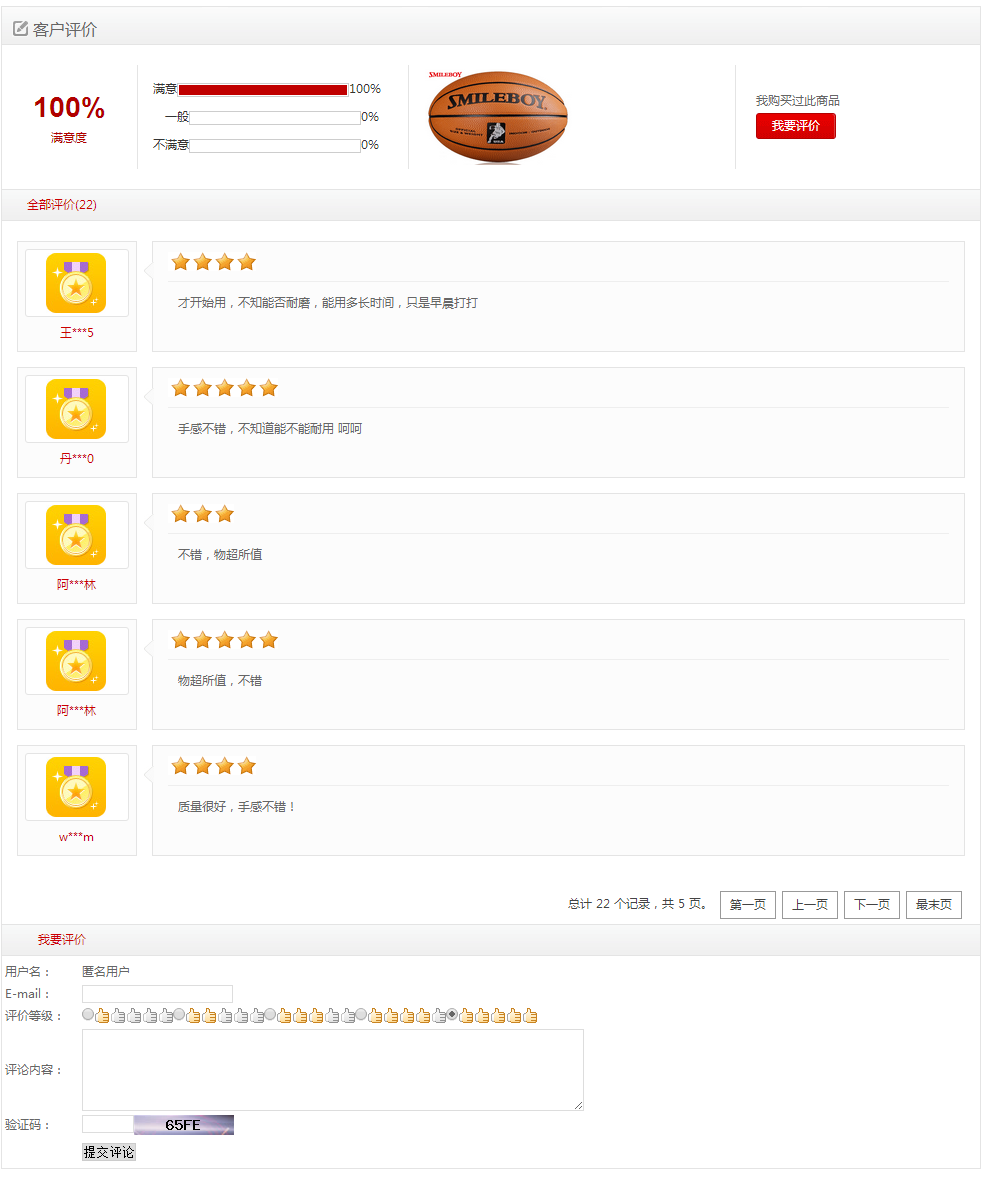 客户评价
100%
满意度
满意 100%
一般 0%
不满意 0%
SMILEBOY
SMILEBOY.
我购买过此商品
我要评价
全部评价(22)
才开始用，不知能否耐磨，能用多长时间，只是早晨打打
王***5
手感不错，不知道能不能耐用 呵呵
丹***0
不错，物超所值
阿***林
物超所值，不错
阿***林
质量很好，手感不错！
w***m
总计 22 个记录，共 5 页。 第一页 上一页 下一页 最末页
我要评价
用户名： 匿名用户
E-mail：
评价等级：
评论内容：
验证码： 65FE
提交评论